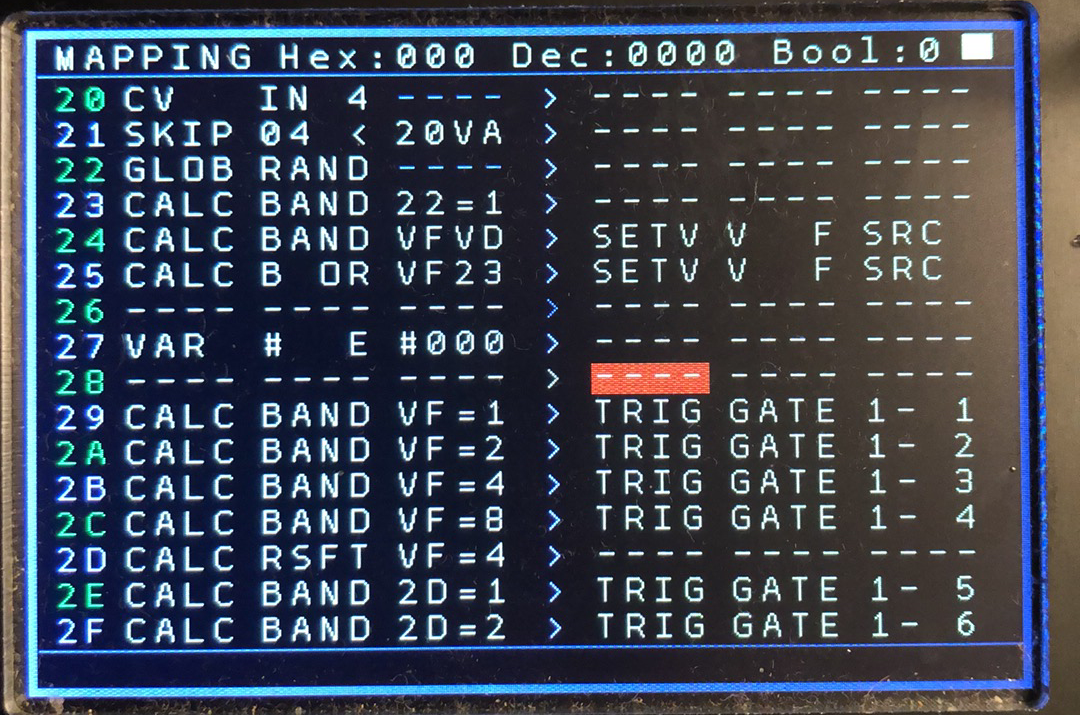 MAPPING Hex:000 Dec:0000 Bool:0
20 CV IN 4 ---- > ---- ---- ----
21 SKIP 04 < 20VA > ---- ---- ----
22 GLOB RAND ---- > ---- ---- ----
23 CALC BAND 22=1 > ---- ---- ----
24 CALC BAND VFVD > SETV V F SRC
25 CALC B OR VF23 > SETV V F SRC
26 ---- ---- ---- > ---- ---- ----
27 VAR # E #000 > ---- ---- ----
28 ---- ---- ---- > ---- ---- ----
29 CALC BAND VF=1 > TRIG GATE 1- 1
2A CALC BAND VF=2 > TRIG GATE 1- 2
2B CALC BAND VF=4 > TRIG GATE 1- 3
2C CALC BAND VF=8 > TRIG GATE 1- 4
2D CALC RSFT VF=4 > ---- ---- ----
2E CALC BAND 2D=1 > TRIG GATE 1- 5
2F CALC BAND 2D=2 > TRIG GATE 1- 6